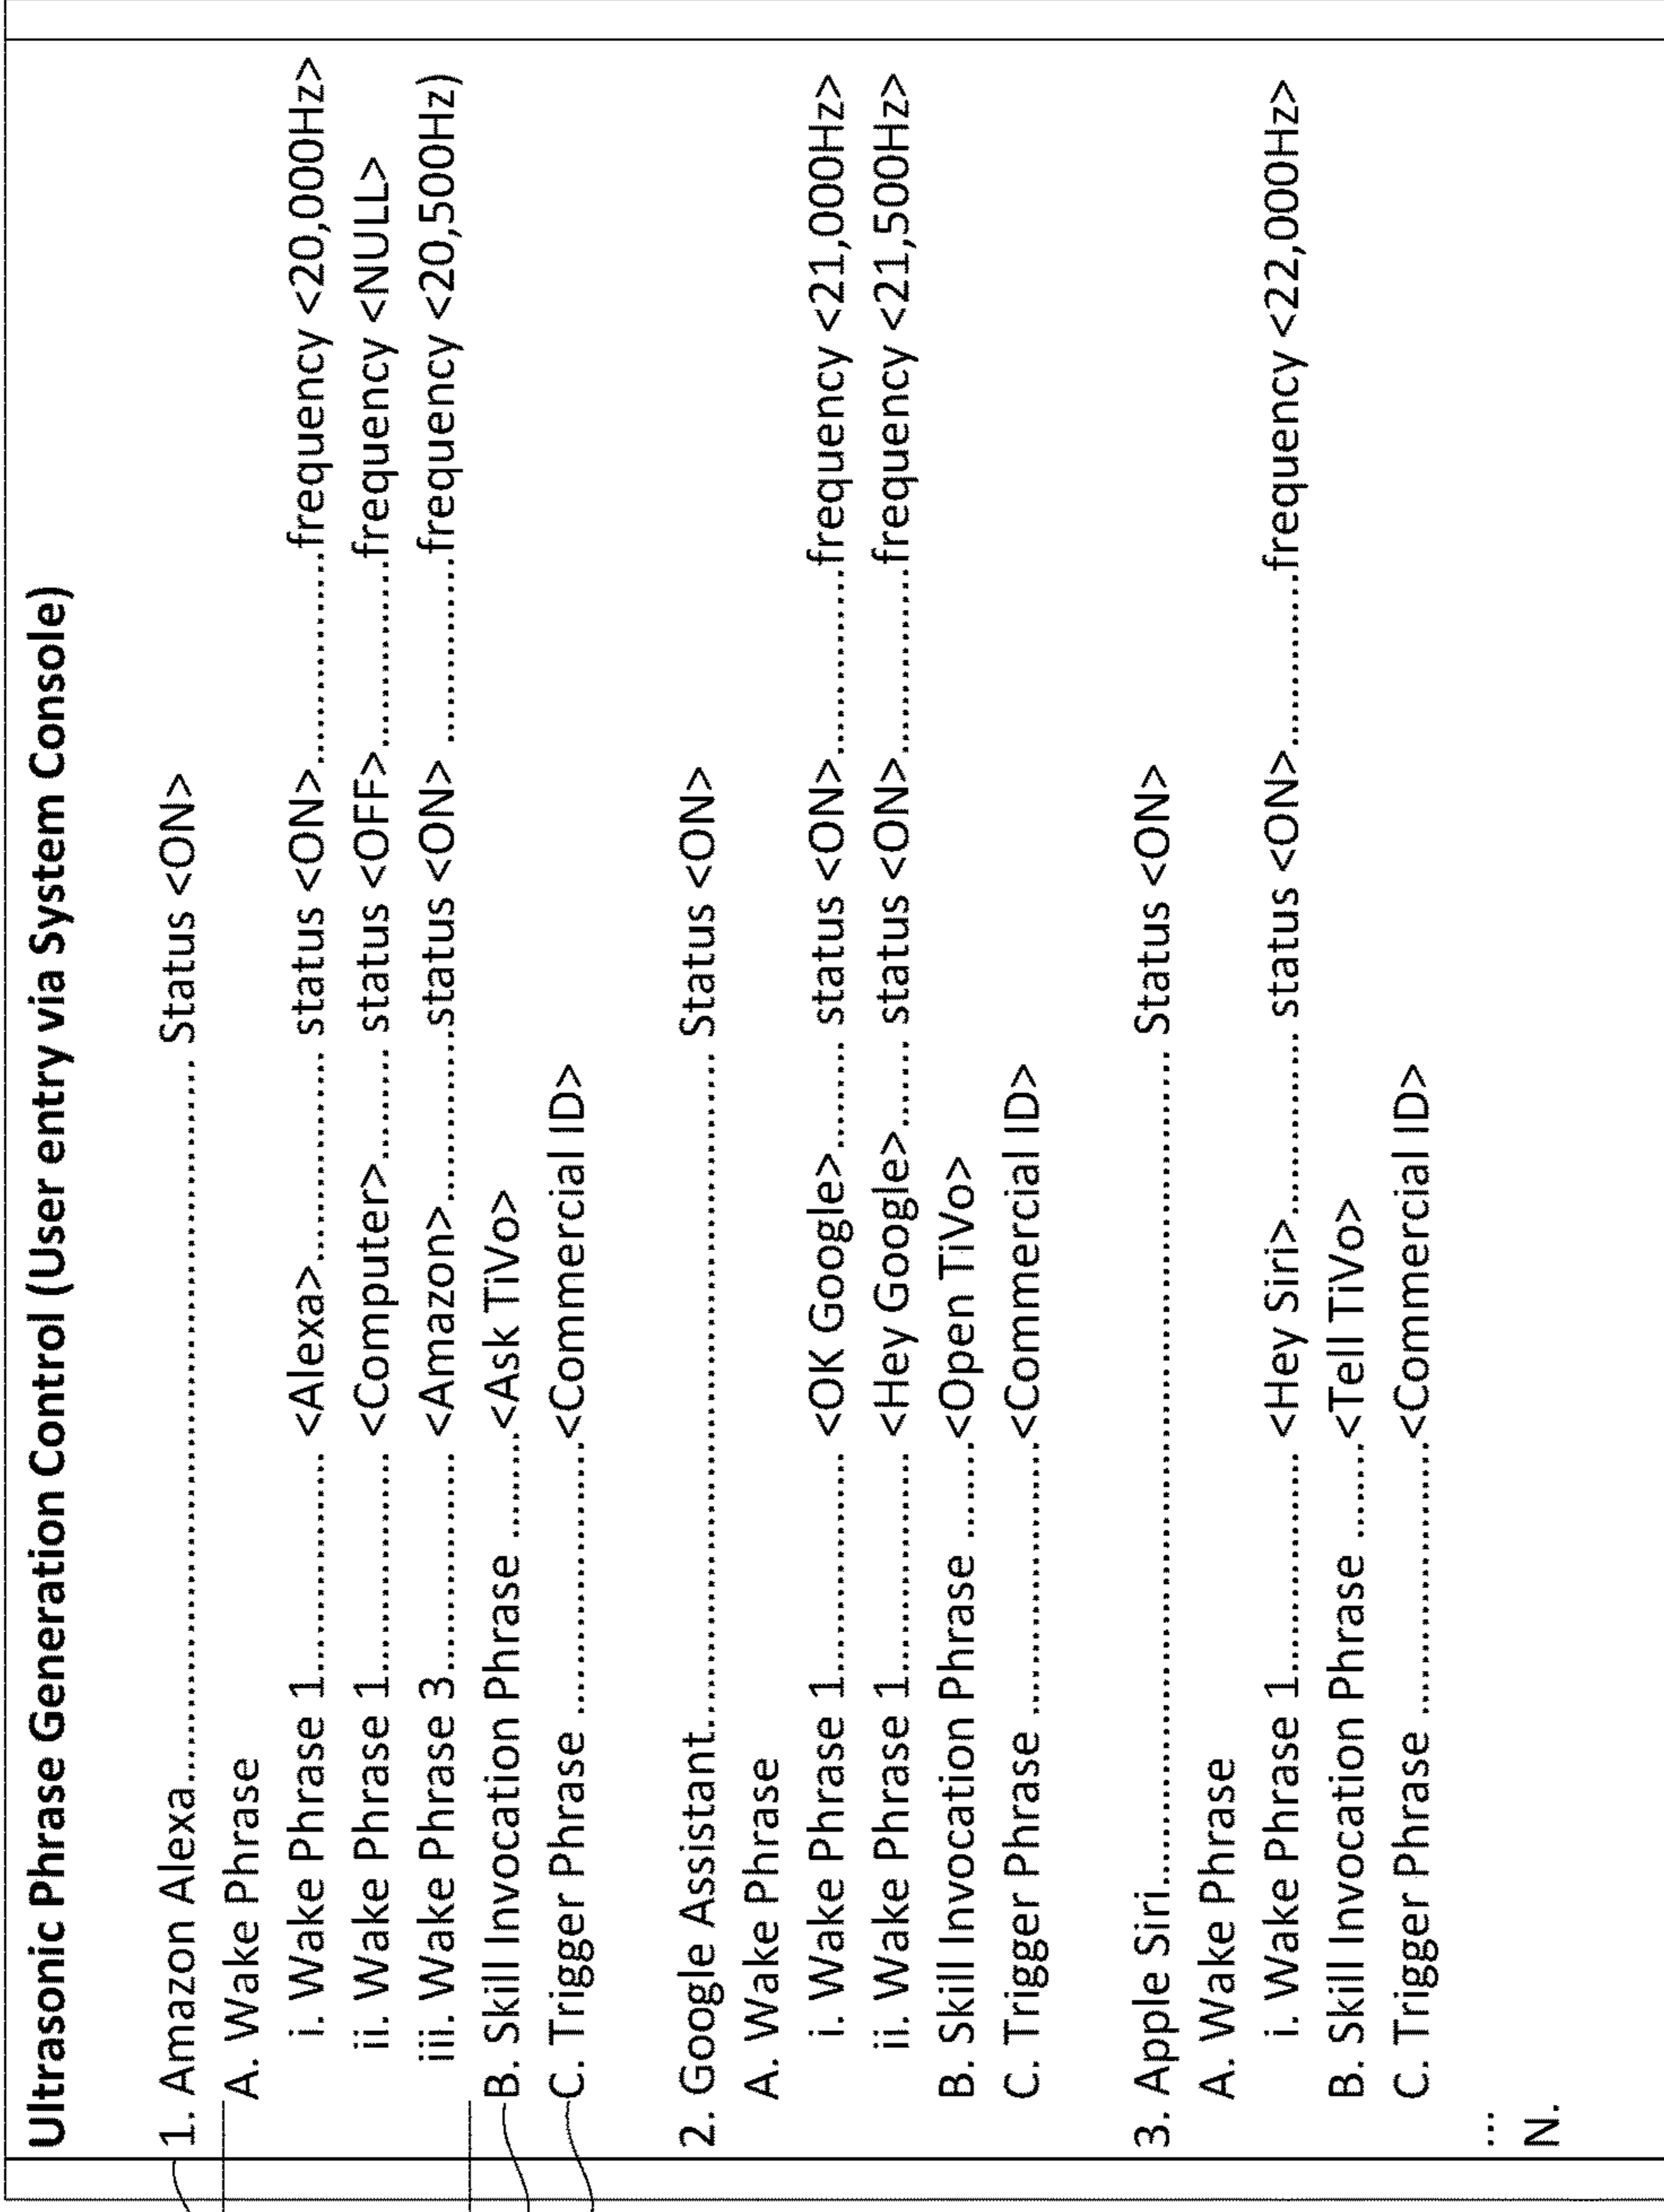 Ultrasonic Phrase Generation Control (User entry via System Console)
1. Amazon Alexa.......................................................................... Status <ON>
A. Wake Phrase
i. Wake Phrase 1.................... <Alexa>.................... status <ON>....................frequency <20,000Hz>
ii. Wake Phrase 1.................... <Computer>.......... status <OFF>....................frequency <NULL>
iii. Wake Phrase 3.................... <Amazon>................status <ON> ....................frequency <20,500Hz)
B. Skill Invocation Phrase ........<Ask TiVo>
C. Trigger Phrase ..........................<Commercial ID>
2. Google Assistant.................................................................... Status <ON>
A. Wake Phrase
i. Wake Phrase 1.................... <OK Google>.......... status <ON>....................frequency <21,000Hz>
iii. Wake Phrase 1.................... <Hey Google>........ status <ON>....................frequency <21,500Hz>
B. Skill Invocation Phrase ........<Open TiVo>
C. Trigger Phrase ..........................<Commercial ID>
3. Apple Siri.............................................................................. Status <ON>
A. Wake Phrase
i. Wake Phrase 1.................... <Hey Siri>.................. status <ON>....................frequency <22,000Hz>
B. Skill Invocation Phrase ........<Tell TiVo>
C. Trigger Phrase ..........................<Commercial ID>
...
N.